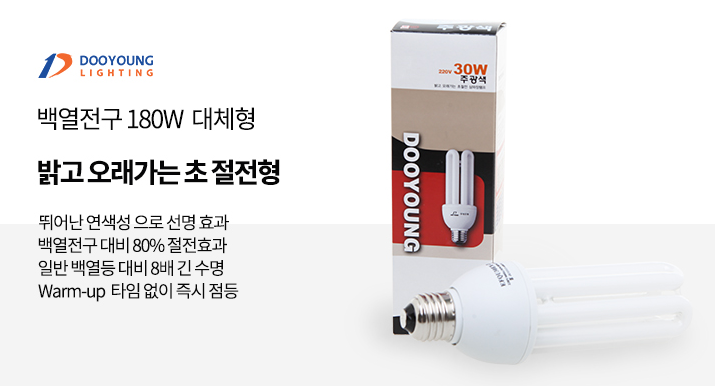 DOOYOUNG
LIGHTING
백열전구 180W 대체형
밝고 오래가는 초 절전형
뛰어난 연색성 으로 선명 효과
백열전구 대비 80% 절전효과
일반 백열등 대비 8배 긴 수명
Warm-up 타임 없이 즉시 점등
220V 30W
주광색
DOOYOUNG